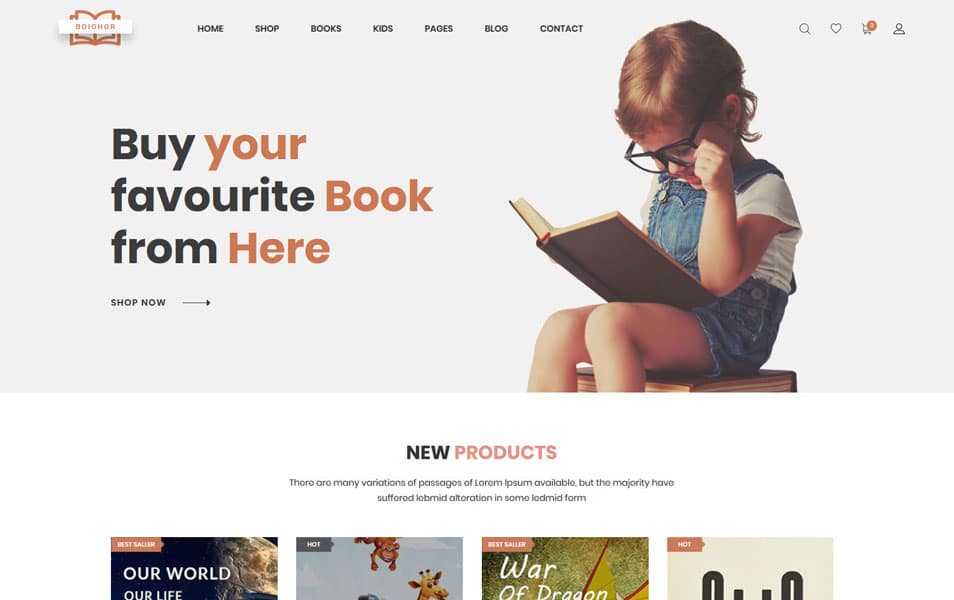 BOIGHOR
HOME SHOP BOOKS KIDS PAGES BLOG CONTACT
3
Buy your
favourite Book
from Here
SHOP NOW
NEW PRODUCTS
There are many variations of passages of Lorem Ipsum available, but the majority have
suffered lebmid alteration in some ledmid form
BEST SALLER
OUR WORLD
OUR LIFE
HOT
BEST SALLER
War
Of Dragon
HOT